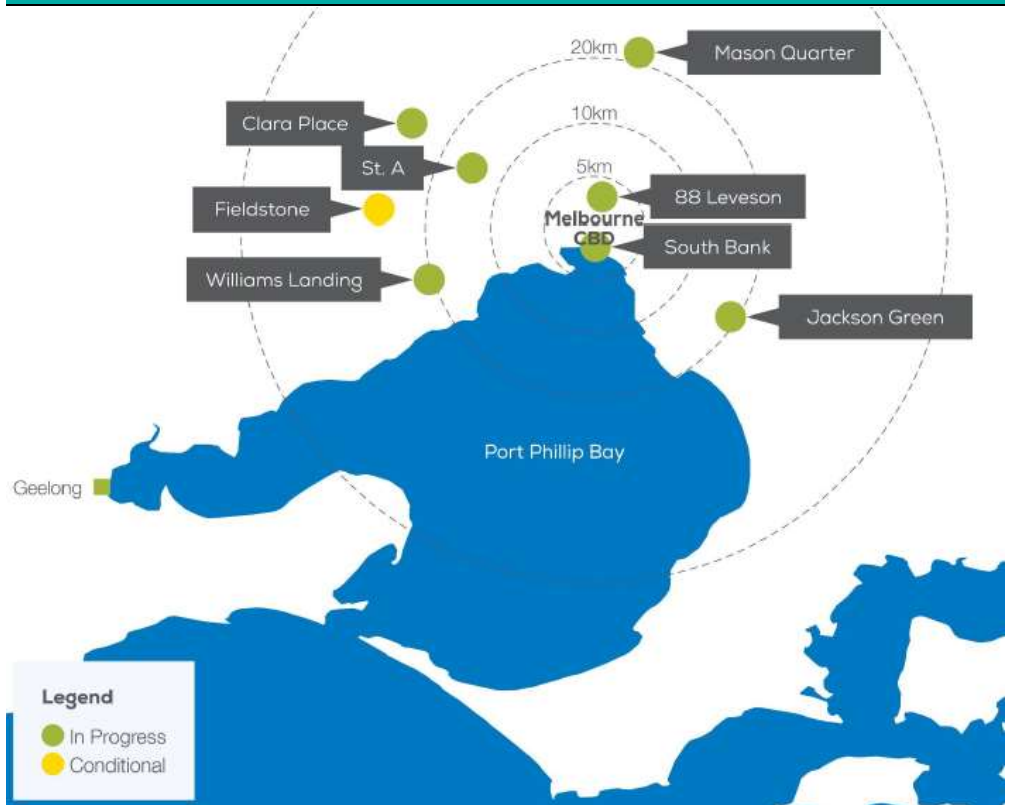 20km
Mason Quarter
Clara Place
10km
St. A
5km
88 Leveson
Fieldstone
Melbourne
CBD
South Bank
Williams Landing
Jackson Green
Port Phillip Bay
Geelong
Legend
In Progress
Conditional